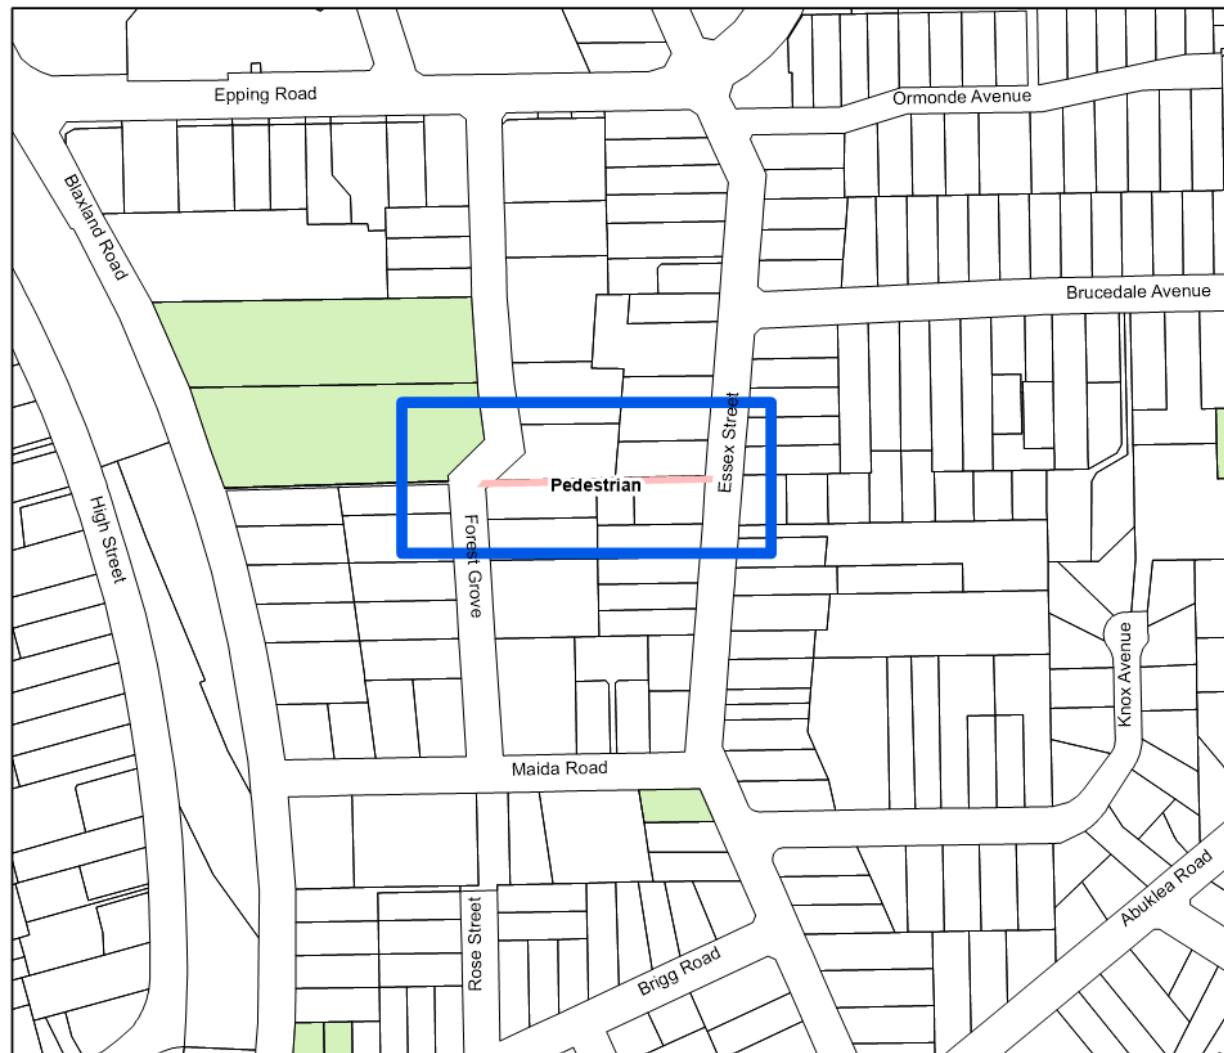 Epping Road
Ormonde Avenue
Blaxland Road
Brucedale Avenue
Essex Street
Pedestrian
High Street
Forest Grove
Knox Avenue
Maida Road
Abuklea Road
Rose Street
Brigg Road